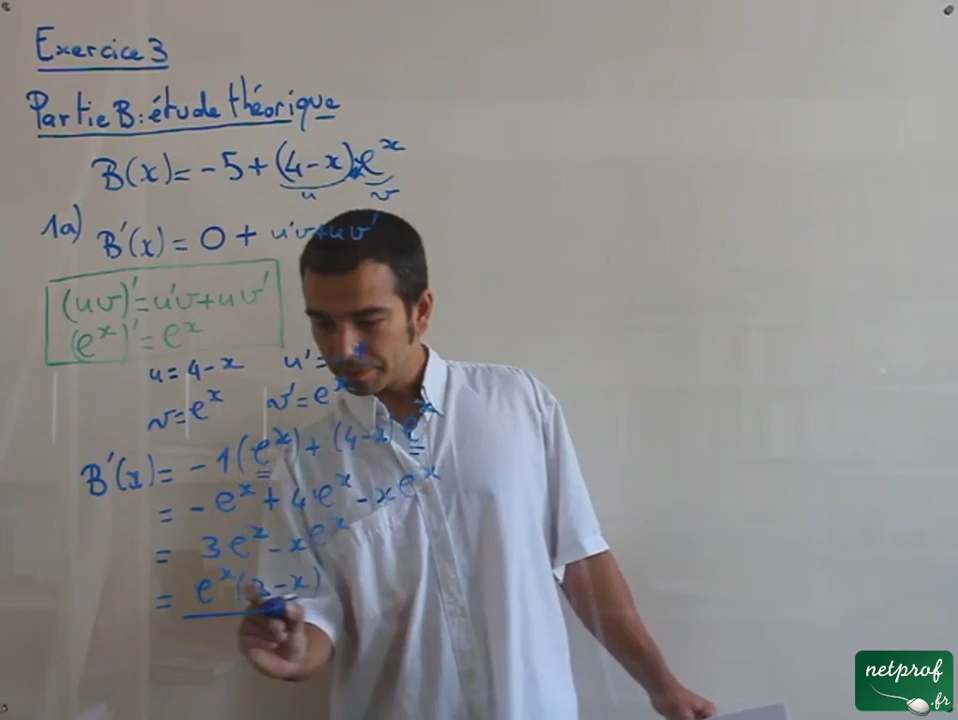 Exercice 3
Partie B: étude théorique
B(x) = -5 + (4-x)·e^x
u v
1a) B'(x) = 0 + u'v+uv'
(uv)' = u'v+uv'
(e^x)' = e^x
u = 4-x u' =
v = e^x v' = e^x
B'(x) = -1(e^x) + (4-x) e^x
= -e^x + 4e^x - xe^x
= 3e^x - xe^x
= e^x(3-x)
netprof
.fr